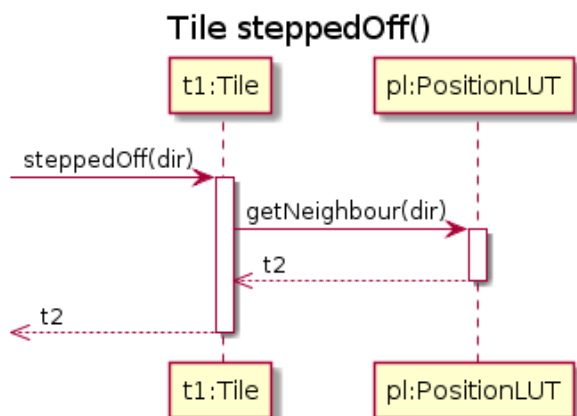 Tile steppedOff()
t1:Tile
pl:PositionLUT
steppedOff(dir)
getNeighbour(dir)
t2
t2
t1:Tile
pl:PositionLUT